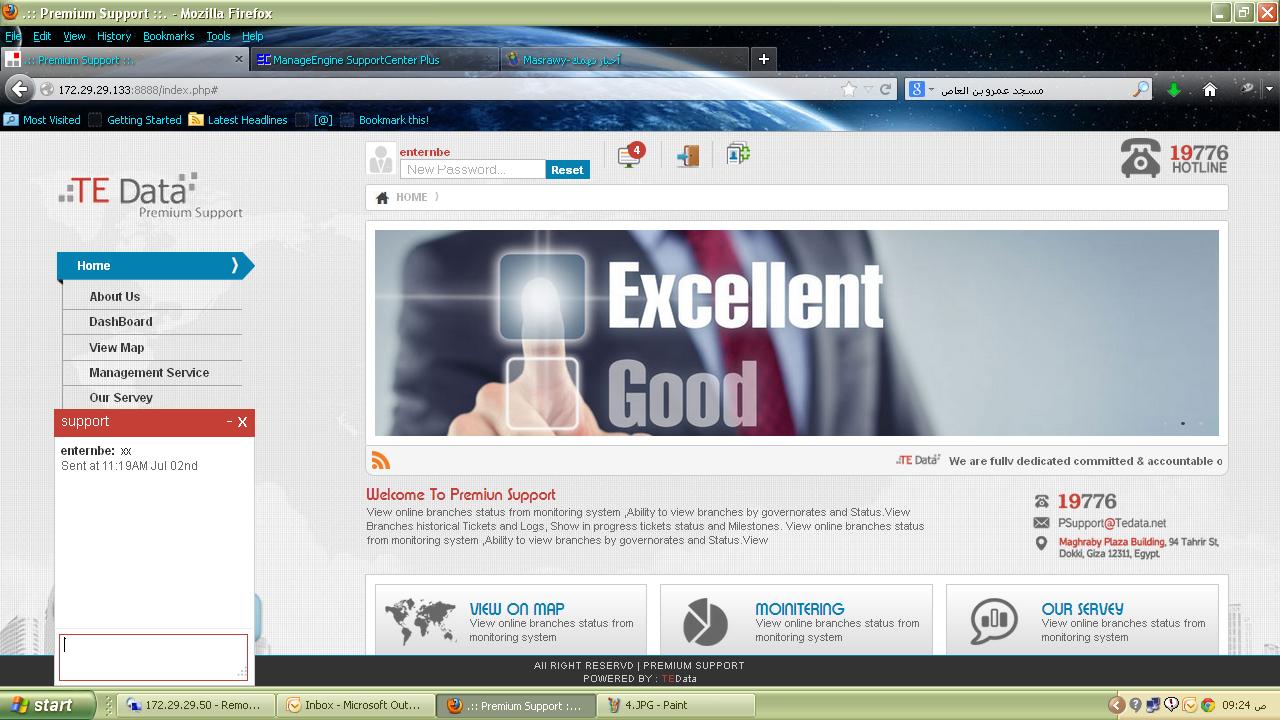 .:: Premium Support ::. - Mozilla Firefox
File Edit View History Bookmarks Tools Help
.:: Premium Support ::.
ManageEngine SupportCenter Plus
172.29.29.133
مسجد عمرو بن العاص
Most Visited Getting Started Latest Headlines [@] Bookmark this!
enternbe
New Password... Reset
4
19776
HOTLINE
TE Data
Premium Support
HOME
Home
About Us
DashBoard
View Map
Management Service
Our Servey
Excellent
Good
support - X
enternbe: xx
Sent at 11:19AM Jul 02nd
TE Data We are fully dedicated committed & accountable o
Welcome To Premiun Support
View online branches status from monitoring system ,Ability to view branches by governorates and Status.View
Branches historical Tickets and Logs, Show in progress tickets status and Milestones. View online branches status
from monitoring system ,Ability to view branches by governorates and Status.View
19776
PSupport@Tedata.net
Maghraby Plaza Building, 94 Tahrir St,
Dokki, Giza 12311, Egypt.
VIEW ON MAP
View online branches status from
monitoring system
MOINITERING
View online branches status from
monitoring system
OUR SERVEY
View online branches status from
monitoring system
All RIGHT RESERVD | PREMIUM SUPPORT
POWERED BY : TEData
start
172.29.29.50 - Remo...
Inbox - Microsoft Out...
.:: Premium Support :...
4.JPG - Paint
09:24 ص